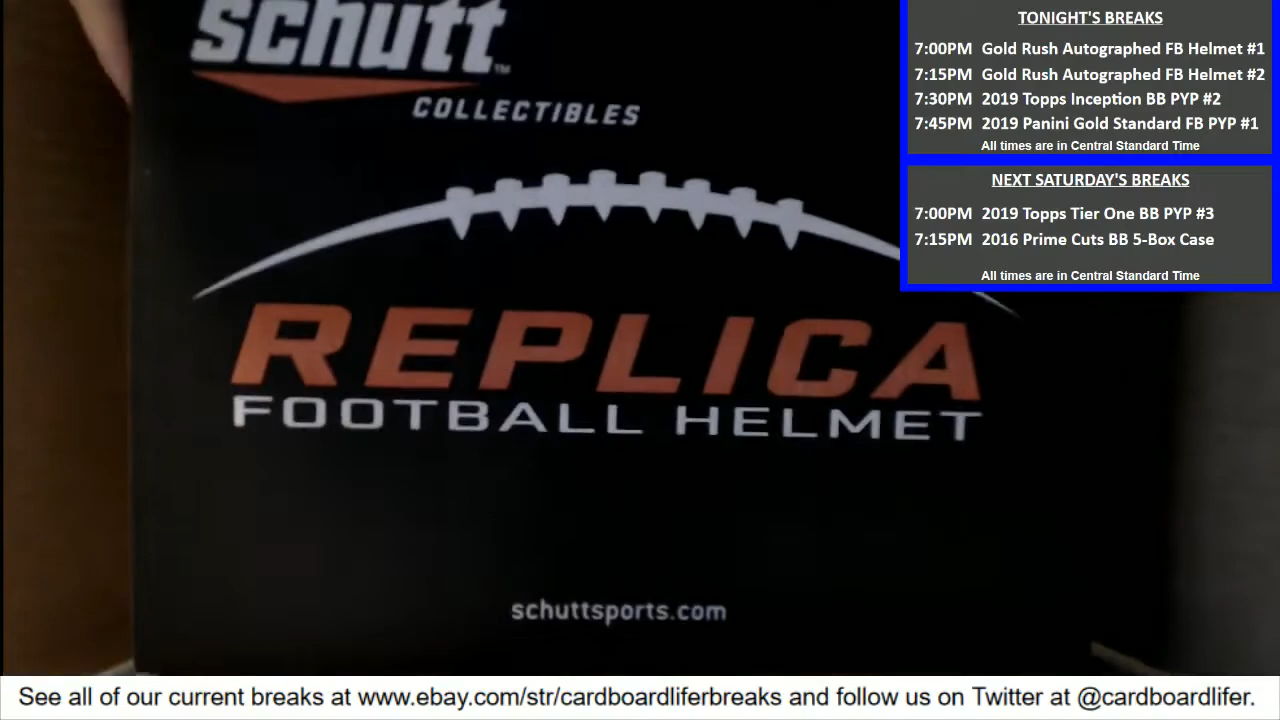 schutt™
COLLECTIBLES
REPLICA
FOOTBALL HELMET
schuttsports.com
TONIGHT'S BREAKS
7:00PM Gold Rush Autographed FB Helmet #1
7:15PM Gold Rush Autographed FB Helmet #2
7:30PM 2019 Topps Inception BB PYP #2
7:45PM 2019 Panini Gold Standard FB PYP #1
All times are in Central Standard Time
NEXT SATURDAY'S BREAKS
7:00PM 2019 Topps Tier One BB PYP #3
7:15PM 2016 Prime Cuts BB 5-Box Case
All times are in Central Standard Time
See all of our current breaks at www.ebay.com/str/cardboardliferbreaks and follow us on Twitter at @cardboardlifer.